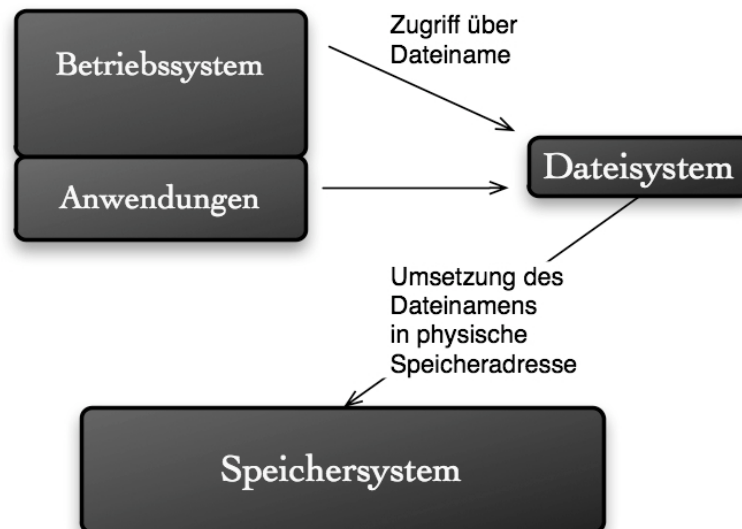 Betriebssystem
Zugriff über
Dateiname
Dateisystem
Anwendungen
Umsetzung des
Dateinamens
in physische
Speicheradresse
Speichersystem